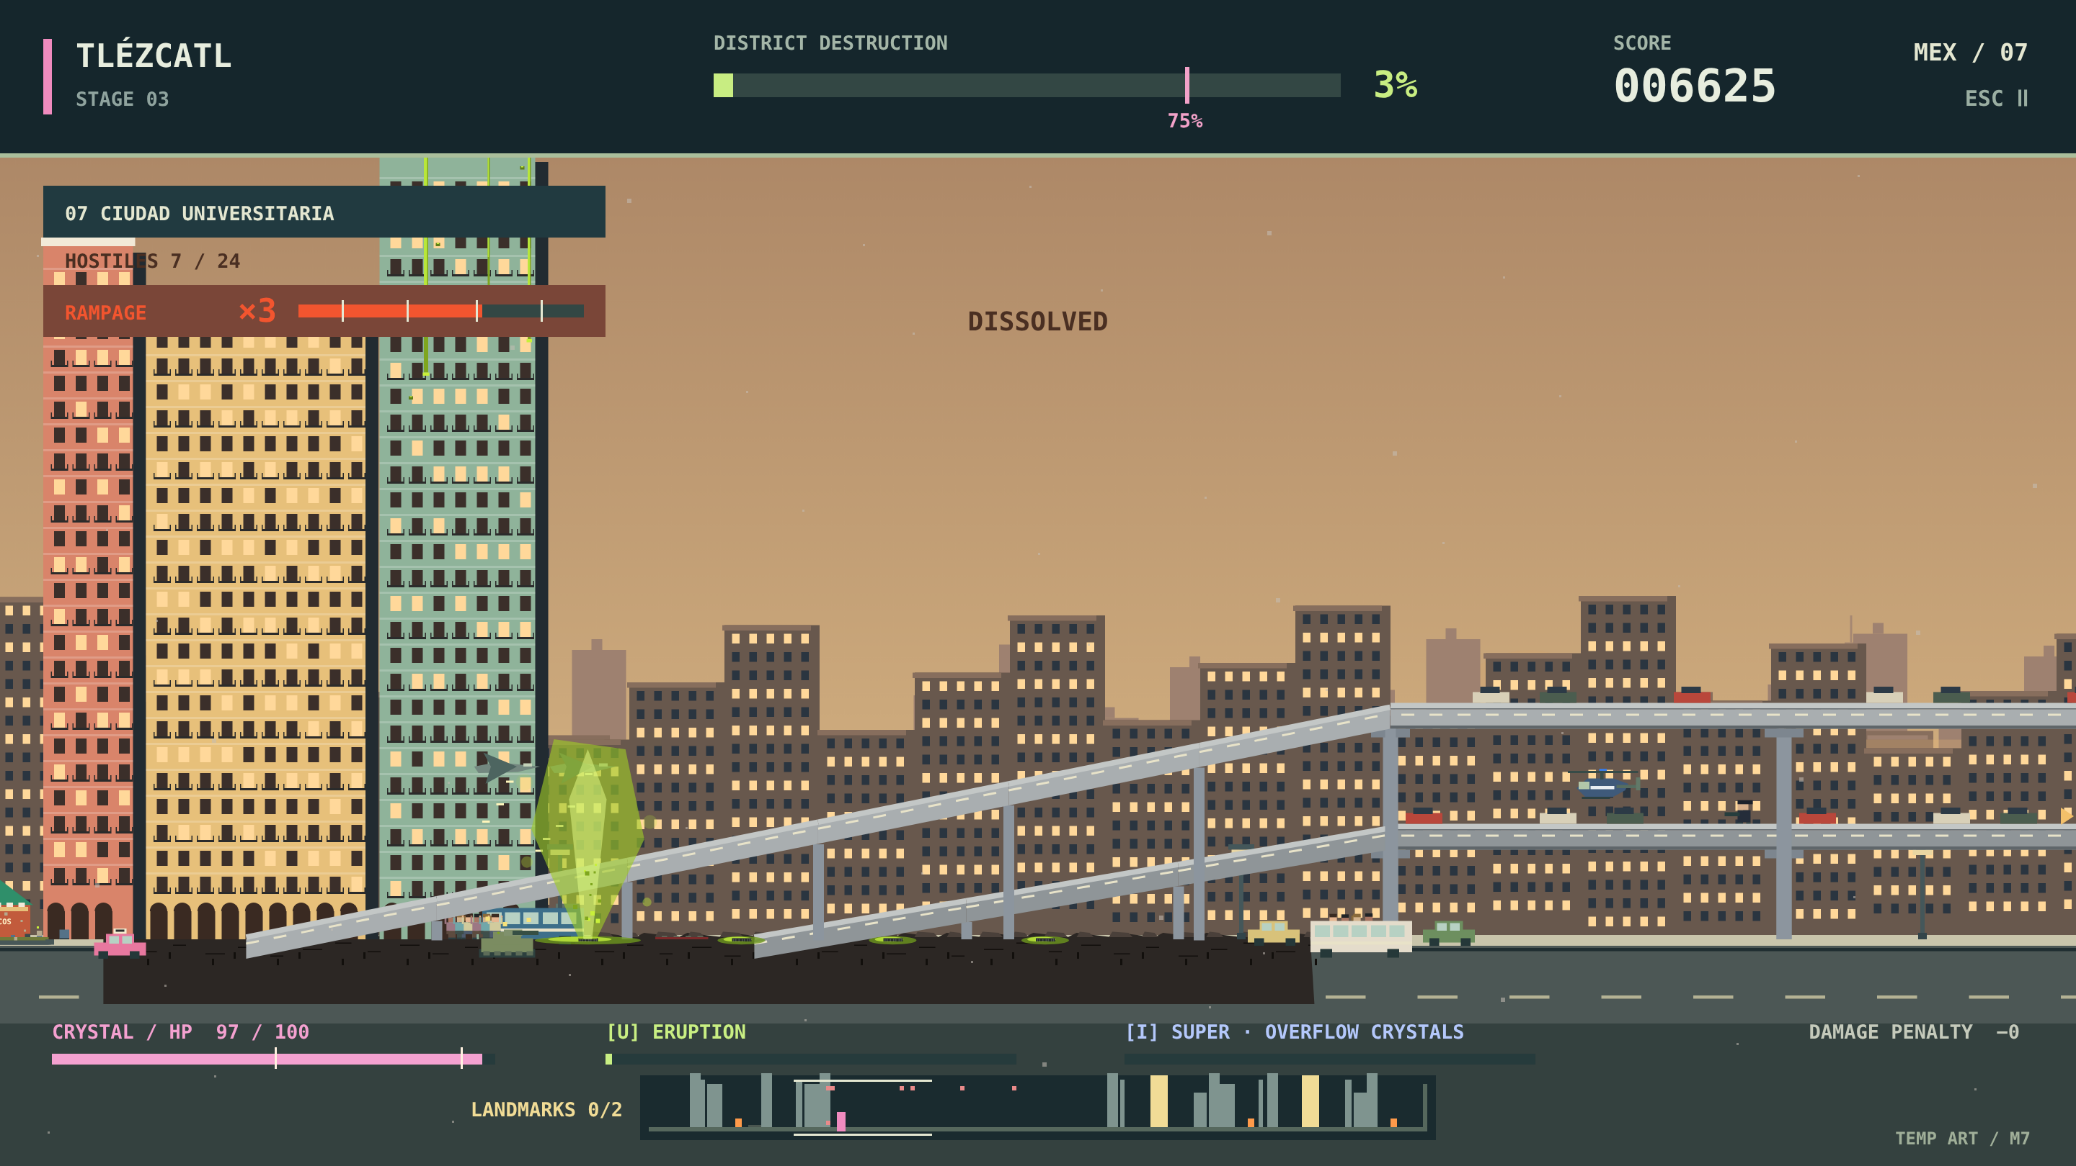 TLÉZCATL
STAGE 03
DISTRICT DESTRUCTION
3%
75%
SCORE
006625
MEX / 07
ESC ||
07 CIUDAD UNIVERSITARIA
HOSTILES 7 / 24
RAMPAGE ×3
DISSOLVED
COS
CRYSTAL / HP 97 / 100
[U] ERUPTION
[I] SUPER · OVERFLOW CRYSTALS
DAMAGE PENALTY −0
LANDMARKS 0/2
TEMP ART / M7